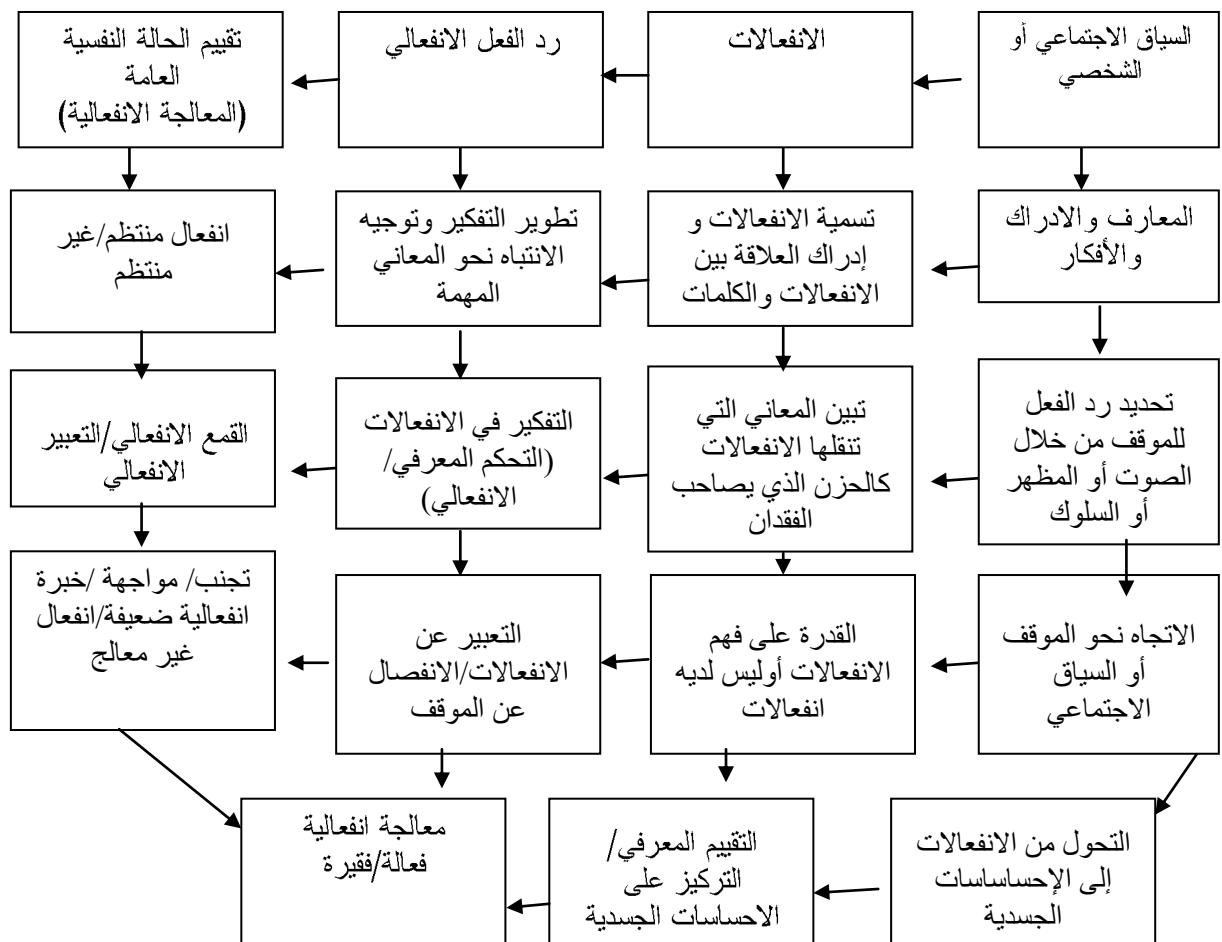 السياق الاجتماعي أو
الشخصي
الانفعالات
رد الفعل الانفعالي
تقييم الحالة النفسية
العامة
(المعالجة الانفعالية)
المعارف والادراك
والأفكار
تسمية الانفعالات و
إدراك العلاقة بين
الانفعالات والكلمات
تطوير التفكير وتوجيه
الانتباه نحو المعاني
المهمة
انفعال منتظم/غير
منتظم
تحديد رد الفعل
للموقف من خلال
الصوت أو المظهر
أو السلوك
تبين المعاني التي
تنقلها الانفعالات
كالحزن الذي يصاحب
الفقدان
التفكير في الانفعالات
(التحكم المعرفي/
الانفعالي)
القمع الانفعالي/التعبير
الانفعالي
الاتجاه نحو الموقف
أو السياق
الاجتماعي
القدرة على فهم
الانفعالات أوليس لديه
انفعالات
التعبير عن
الانفعالات/الانفصال
عن الموقف
تجنب/ مواجهة /خبرة
انفعالية ضعيفة/انفعال
غير معالج
التحول من الانفعالات
إلى الإحساساسات
الجسدية
التقييم المعرفي/
التركيز على
الاحساسات الجسدية
معالجة انفعالية
فعالة/فقيرة